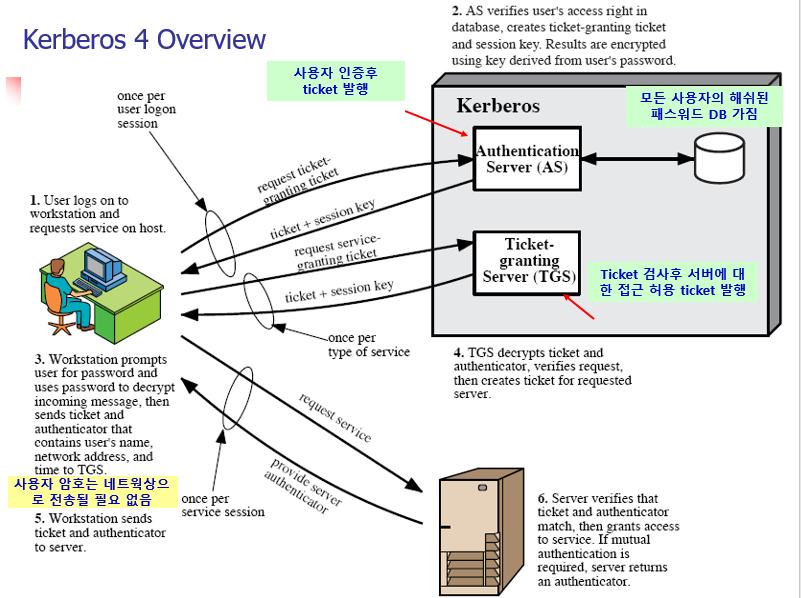 Kerberos 4 Overview
2. AS verifies user's access right in
database, creates ticket-granting ticket
and session key. Results are encrypted
using key derived from user's password.
사용자 인증후
ticket 발행
모든 사용자의 해쉬된
패스워드 DB 가짐
once per
user logon
session
Kerberos
Authentication
Server (AS)
request ticket-
granting ticket
1. User logs on to
workstation and
requests service on host.
ticket + session key
request service-
granting ticket
Ticket-
granting
Server (TGS)
Ticket 검사후 서버에 대
한 접근 허용 ticket 발행
ticket + session key
once per
type of service
4. TGS decrypts ticket and
authenticator, verifies request,
then creates ticket for requested
server.
3. Workstation prompts
user for password and
uses password to decrypt
incoming message, then
sends ticket and
authenticator that
contains user's name,
network address, and
time to TGS.
request service
사용자 암호는 네트웍상으
로 전송될 필요 없음
provide server
authenticator
once per
service session
5. Workstation sends
ticket and authenticator
to server.
6. Server verifies that
ticket and authenticator
match, then grants access
to service. If mutual
authentication is
required, server returns
an authenticator.